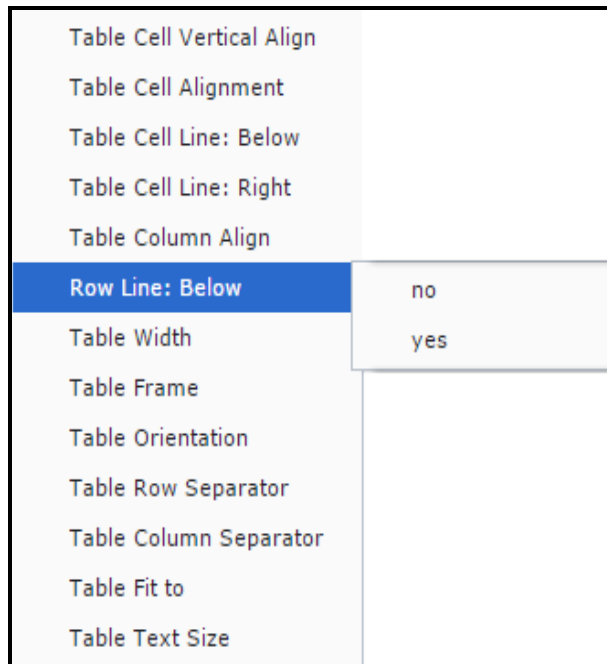 Table Cell Vertical Align
Table Cell Alignment
Table Cell Line: Below
Table Cell Line: Right
Table Column Align
Row Line: Below
no
Table Width
yes
Table Frame
Table Orientation
Table Row Separator
Table Column Separator
Table Fit to
Table Text Size